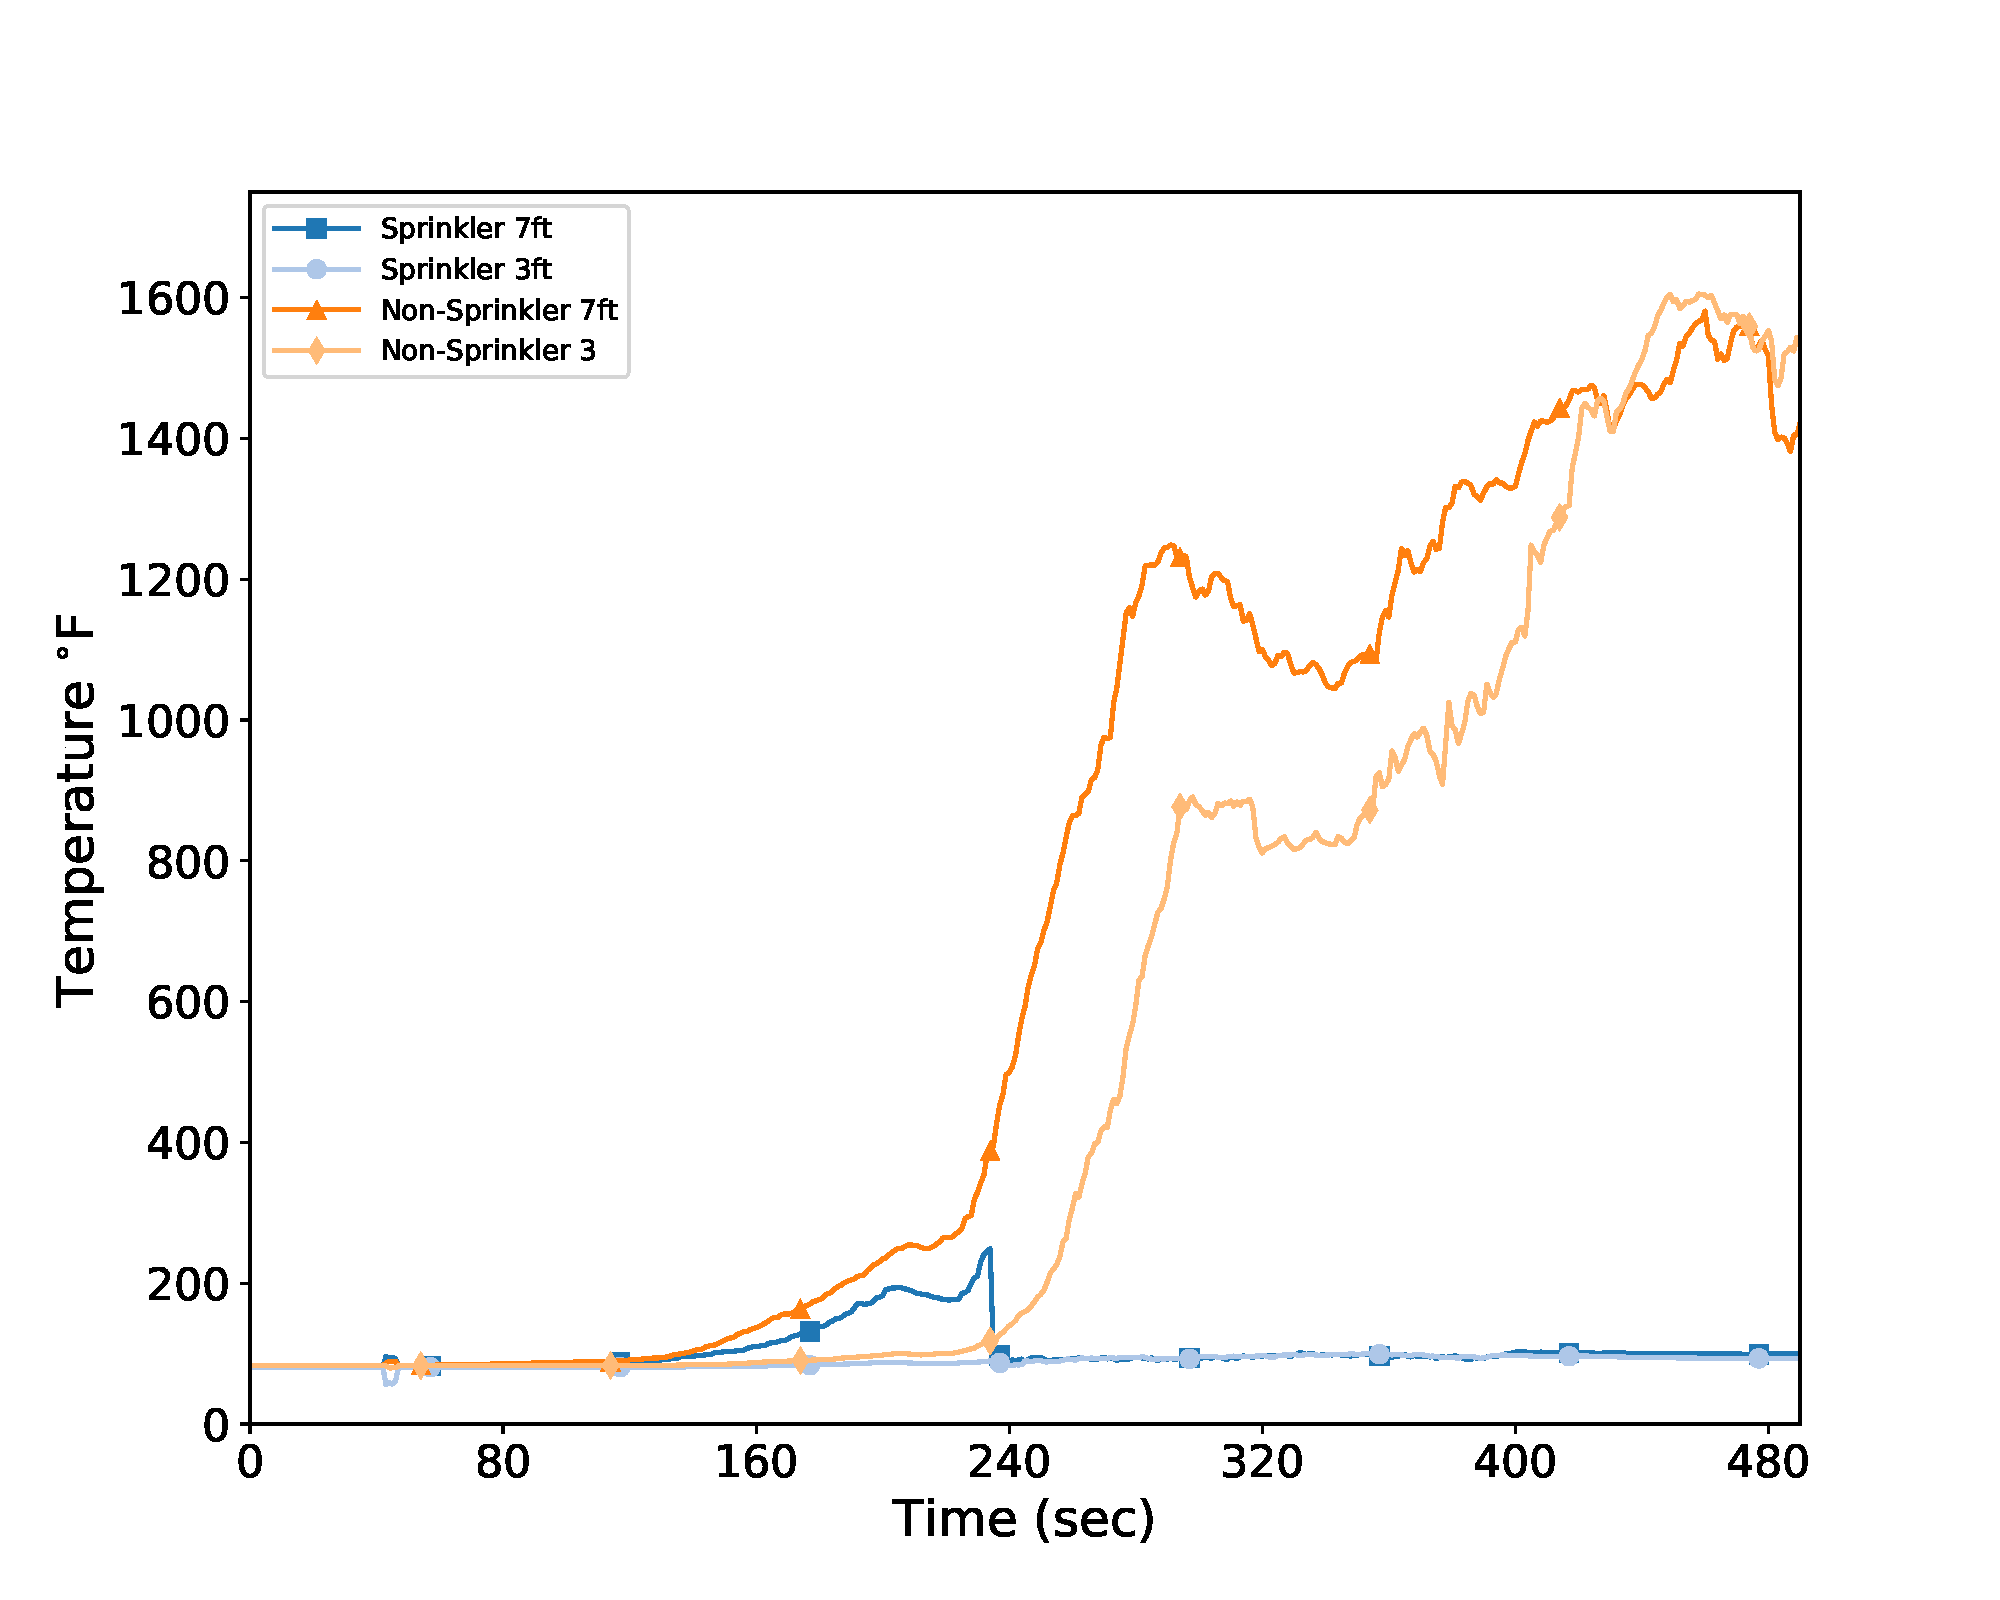 Sprinkler 7ft
Sprinkler 3ft
Non-Sprinkler 7ft
Non-Sprinkler 3
1600
1400
1200
1000
800
600
400
200
0
Temperature °F
0 80 160 240 320 400 480
Time (sec)